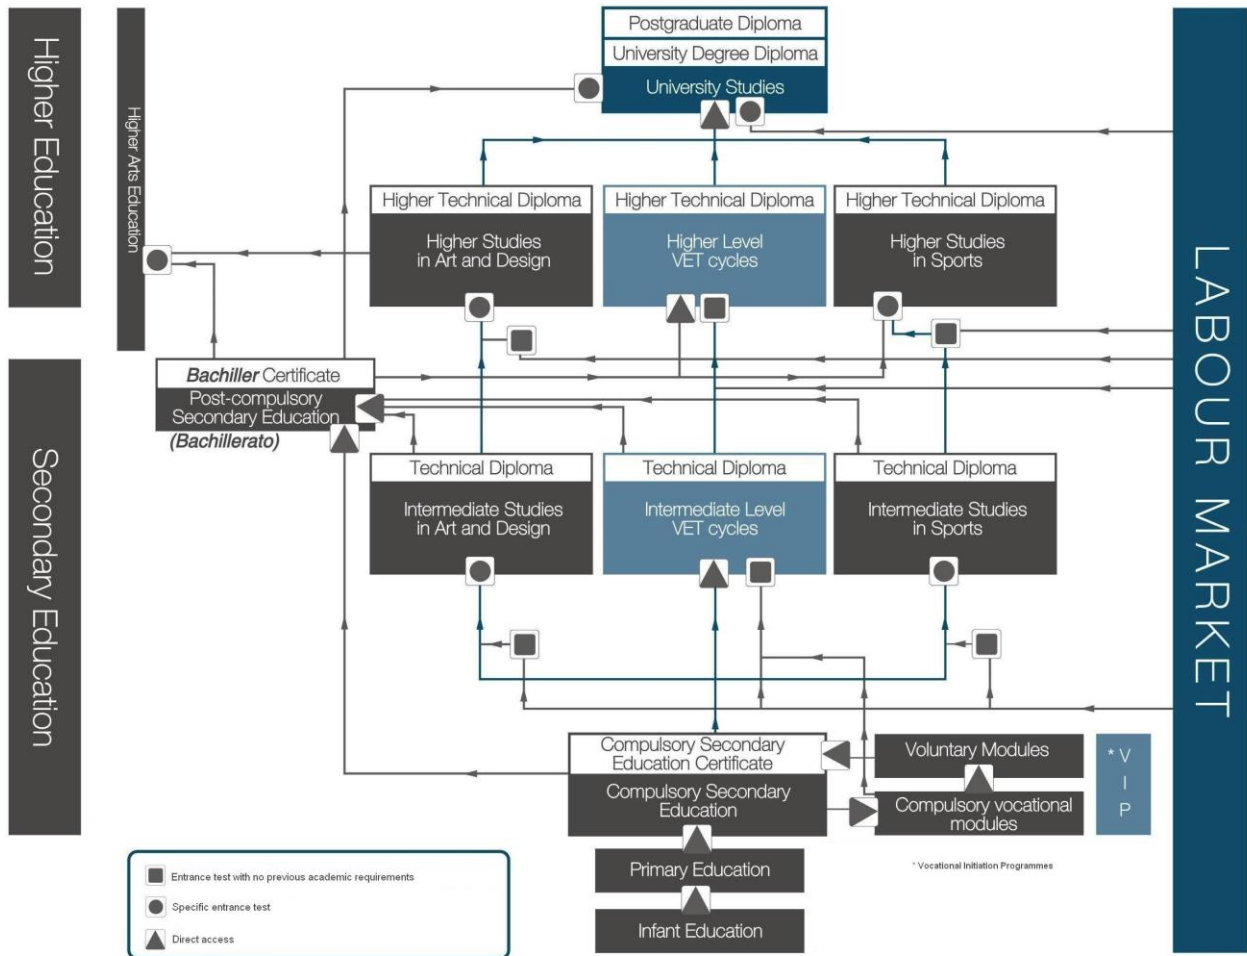 Higher Education
Secondary Education
Higher Arts Education
Postgraduate Diploma
University Degree Diploma
University Studies
Higher Technical Diploma
Higher Studies
in Art and Design
Higher Technical Diploma
Higher Level
VET cycles
Higher Technical Diploma
Higher Studies
in Sports
Bachiller Certificate
Post-compulsory
Secondary Education
(Bachillerato)
Technical Diploma
Intermediate Studies
in Art and Design
Technical Diploma
Intermediate Level
VET cycles
Technical Diploma
Intermediate Studies
in Sports
Compulsory Secondary
Education Certificate
Compulsory Secondary
Education
Voluntary Modules
Compulsory vocational
modules
* V
I
P
Primary Education
Infant Education
* Vocational Initiation Programmes
LABOUR MARKET
Entrance test with no previous academic requirements
Specific entrance test
Direct access